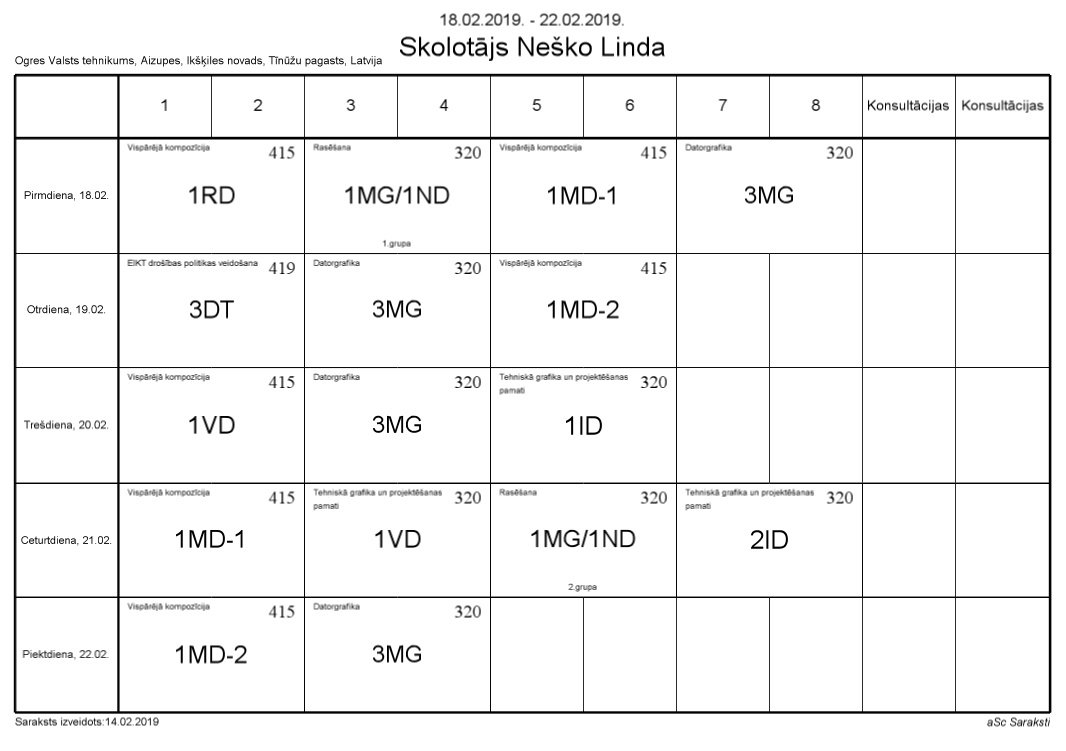 18.02.2019. - 22.02.2019.
Skolotājs Neško Linda
Ogres Valsts tehnikums, Aizupes, Ikšķiles novads, Tīnūžu pagasts, Latvija
1 2 3 4 5 6 7 8 Konsultācijas Konsultācijas
Vispārējā kompozīcija 415 Rasēšana 320 Vispārējā kompozīcija 415 Datorgrafika 320
Pirmdiena, 18.02. 1RD 1MG/1ND 1MD-1 3MG
1.grupa
EIKT drošības politikas veidošana 419 Datorgrafika 320 Vispārējā kompozīcija 415
Otrdiena, 19.02. 3DT 3MG 1MD-2
Vispārējā kompozīcija 415 Datorgrafika 320 Tehniskā grafika un projektēšanas 320
pamati
Trešdiena, 20.02. 1VD 3MG 1ID
Vispārējā kompozīcija 415 Tehniskā grafika un projektēšanas 320 Rasēšana 320 Tehniskā grafika un projektēšanas 320
pamati pamati
Ceturtdiena, 21.02. 1MD-1 1VD 1MG/1ND 2ID
2.grupa
Vispārējā kompozīcija 415 Datorgrafika 320
Piektdiena, 22.02. 1MD-2 3MG
Saraksts izveidots:14.02.2019 aSc Saraksti